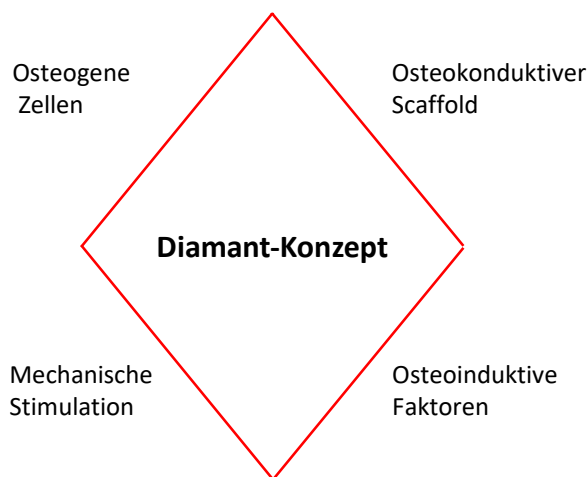 Osteogene
Zellen
Osteokonduktiver
Scaffold
Diamant-Konzept
Mechanische
Stimulation
Osteoinduktive
Faktoren